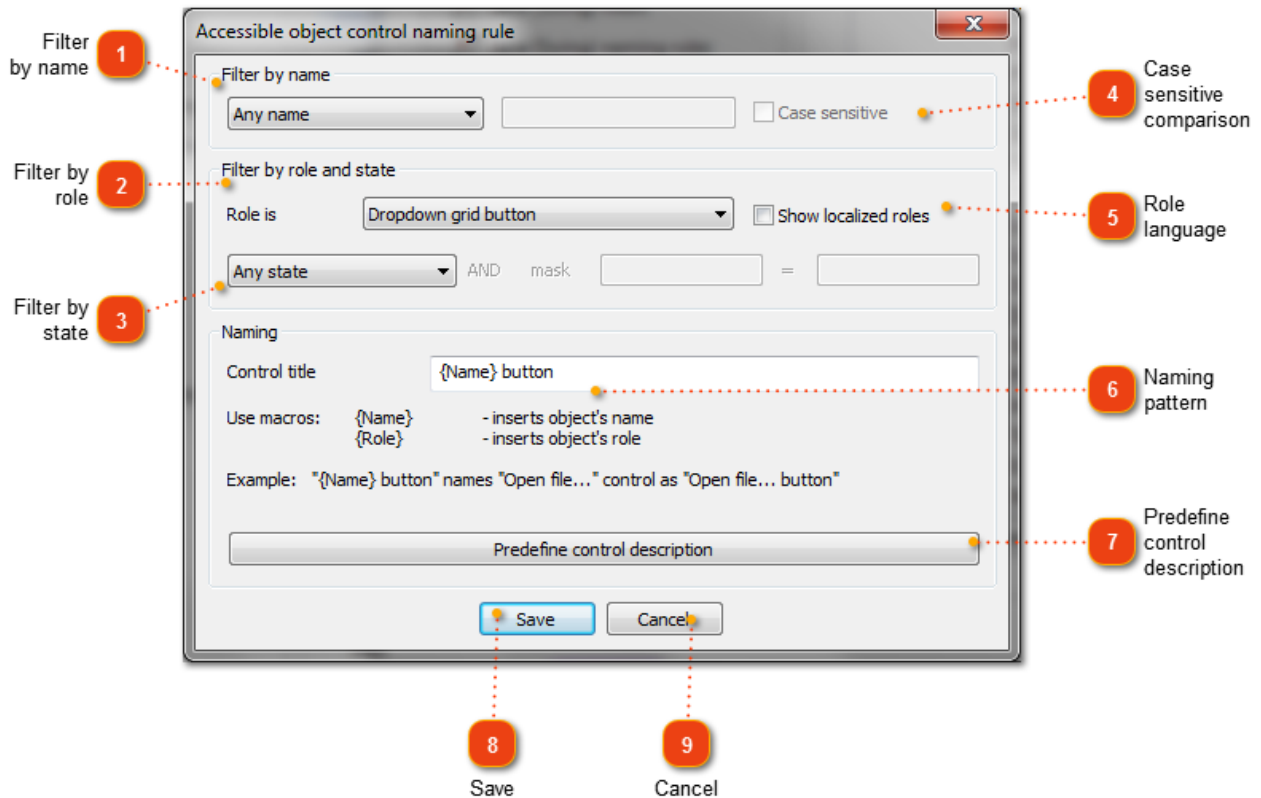 Accessible object control naming rule
Filter
by name
1
Filter by name
Any name
Case sensitive
4
Case
sensitive
comparison
Filter by
role
2
Filter by role and state
Role is
Dropdown grid button
Show localized roles
5
Role
language
Any state
AND
mask
=
Filter by
state
3
Naming
Control title
{Name} button
6
Naming
pattern
Use macros:
{Name} - inserts object's name
{Role} - inserts object's role
Example: "{Name} button" names "Open file..." control as "Open file... button"
Predefine control description
7
Predefine
control
description
Save
Cancel
8
Save
9
Cancel